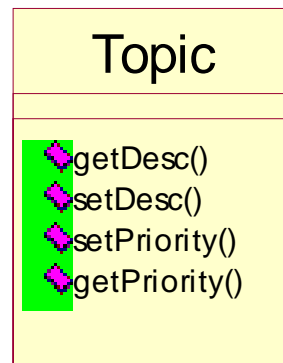 Topic
getDesc()
setDesc()
setPriority()
getPriority()